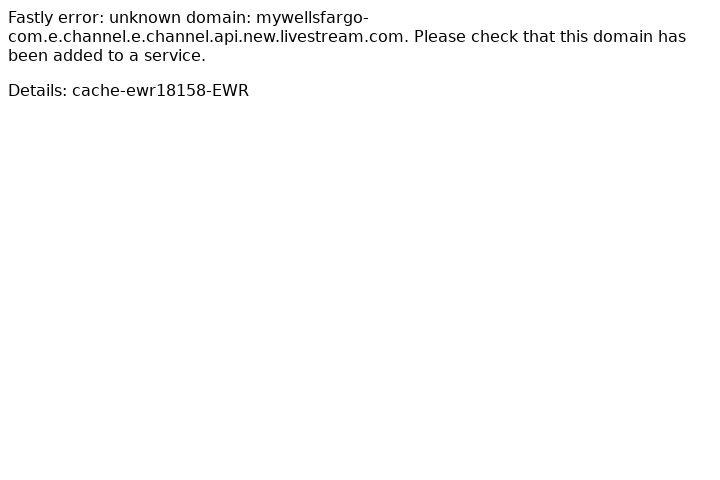 Fastly error: unknown domain: mywellsfargo-
com.e.channel.e.channel.api.new.livestream.com. Please check that this domain has
been added to a service.
Details: cache-ewr18158-EWR